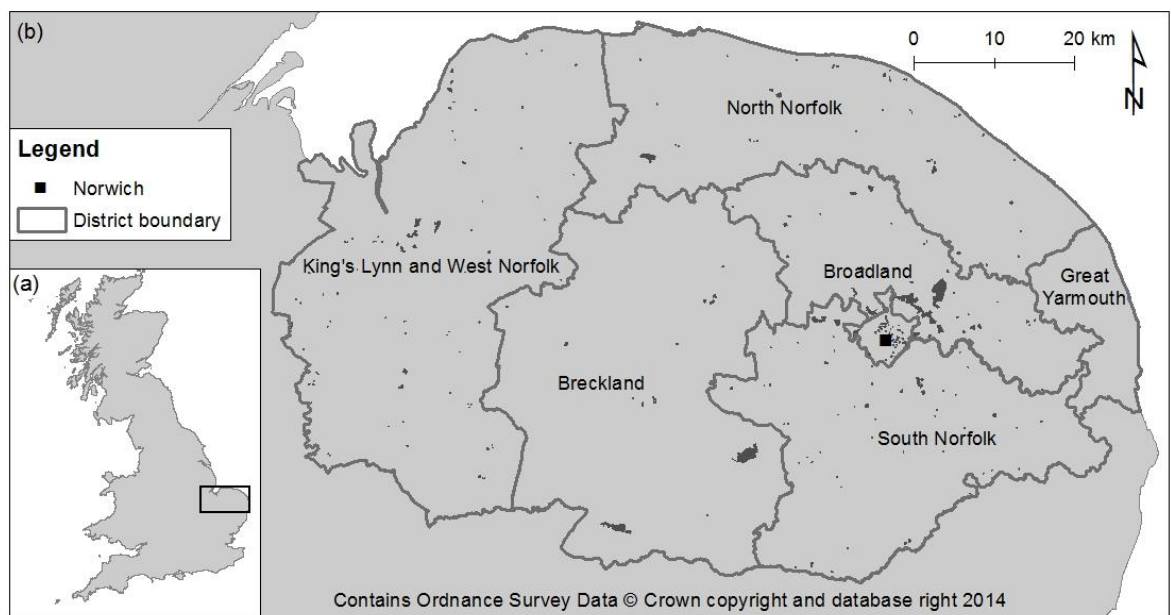 (b)
0 10 20 km
N
North Norfolk
Legend
Norwich
District boundary
King's Lynn and West Norfolk
Broadland
Great
Yarmouth
(a)
Breckland
South Norfolk
Contains Ordnance Survey Data © Crown copyright and database right 2014